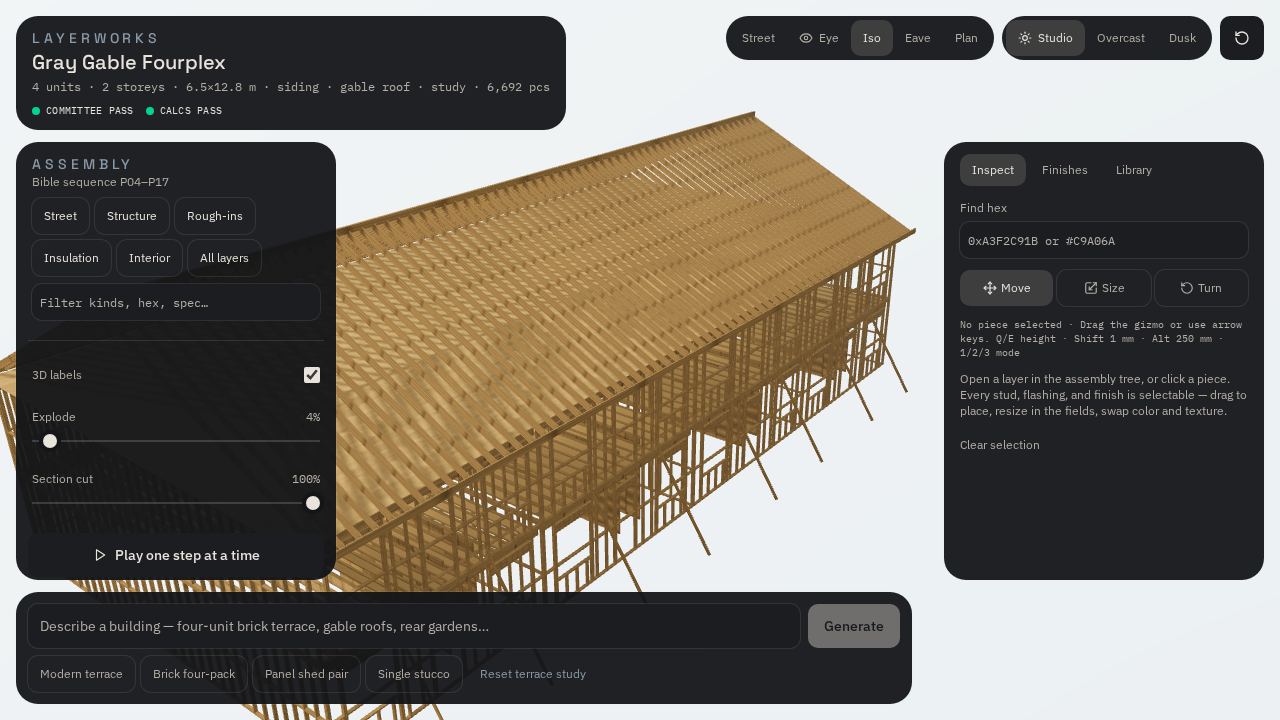 LAYERWORKS
Gray Gable Fourplex
4 units · 2 storeys · 6.5×12.8 m · siding · gable roof · study · 6,692 pcs
COMMITTEE PASS CALCS PASS
Street Eye Iso Eave Plan
Studio Overcast Dusk
ASSEMBLY
Bible sequence P04–P17
Street Structure Rough-ins
Insulation Interior All layers
Filter kinds, hex, spec…
3D labels
Explode 4%
Section cut 100%
Play one step at a time
Inspect Finishes Library
Find hex
0xA3F2C91B or #C9A06A
Move Size Turn
No piece selected · Drag the gizmo or use arrow
keys. Q/E height · Shift 1 mm · Alt 250 mm ·
1/2/3 mode
Open a layer in the assembly tree, or click a piece.
Every stud, flashing, and finish is selectable — drag to
place, resize in the fields, swap color and texture.
Clear selection
Describe a building — four-unit brick terrace, gable roofs, rear gardens…
Generate
Modern terrace Brick four-pack Panel shed pair Single stucco Reset terrace study